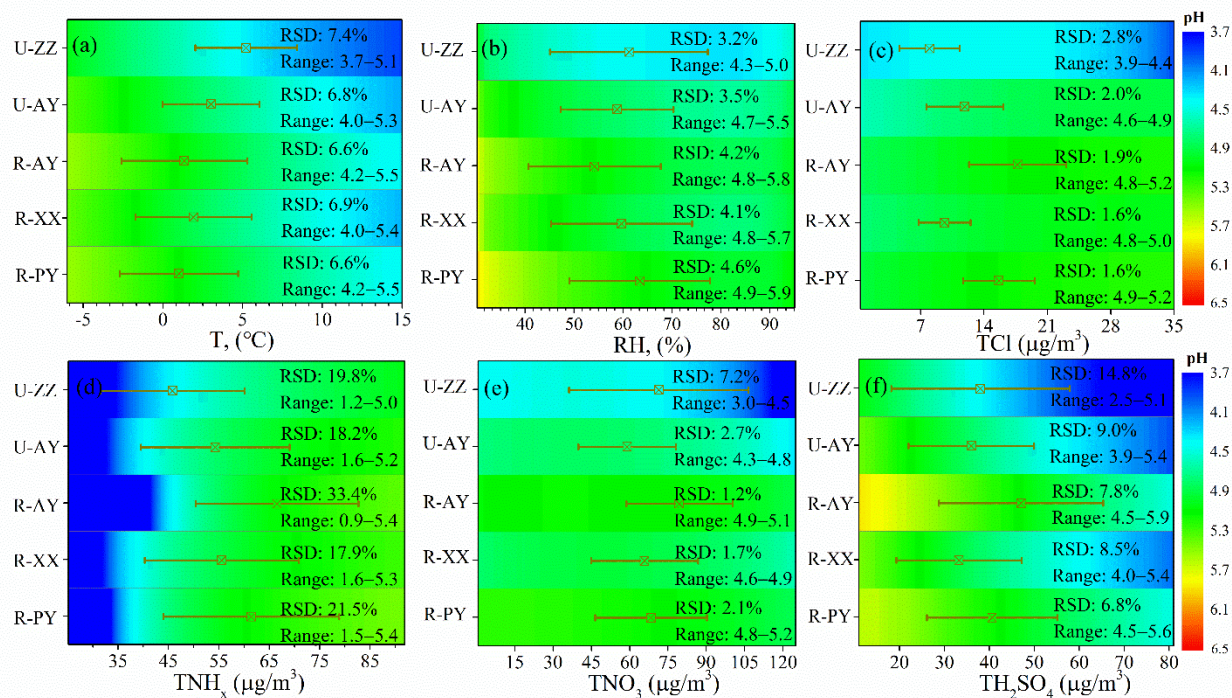 (a)
U-ZZ
RSD: 7.4%
Range: 3.7–5.1
U-AY
RSD: 6.8%
Range: 4.0–5.3
R-AY
RSD: 6.6%
Range: 4.2–5.5
R-XX
RSD: 6.9%
Range: 4.0–5.4
R-PY
RSD: 6.6%
Range: 4.2–5.5
-5 0 5 10 15
T, (°C)
(b)
U-ZZ
RSD: 3.2%
Range: 4.3–5.0
U-AY
RSD: 3.5%
Range: 4.7–5.5
R-AY
RSD: 4.2%
Range: 4.8–5.8
R-XX
RSD: 4.1%
Range: 4.8–5.7
R-PY
RSD: 4.6%
Range: 4.9–5.9
40 50 60 70 80 90
RH, (%)
(c)
U-ZZ
RSD: 2.8%
Range: 3.9–4.4
U-AY
RSD: 2.0%
Range: 4.6–4.9
R-AY
RSD: 1.9%
Range: 4.8–5.2
R-XX
RSD: 1.6%
Range: 4.8–5.0
R-PY
RSD: 1.6%
Range: 4.9–5.2
7 14 21 28 35
TCl (μg/m³)
pH
3.7
4.1
4.5
4.9
5.3
5.7
6.1
6.5
(d)
U-ZZ
RSD: 19.8%
Range: 1.2–5.0
U-AY
RSD: 18.2%
Range: 1.6–5.2
R-AY
RSD: 33.4%
Range: 0.9–5.4
R-XX
RSD: 17.9%
Range: 1.6–5.3
R-PY
RSD: 21.5%
Range: 1.5–5.4
35 45 55 65 75 85
TNHₓ (μg/m³)
(e)
U-ZZ
RSD: 7.2%
Range: 3.0–4.5
U-AY
RSD: 2.7%
Range: 4.3–4.8
R-AY
RSD: 1.2%
Range: 4.9–5.1
R-XX
RSD: 1.7%
Range: 4.6–4.9
R-PY
RSD: 2.1%
Range: 4.8–5.2
15 30 45 60 75 90 105 120
TNO₃ (μg/m³)
(f)
U-ZZ
RSD: 14.8%
Range: 2.5–5.1
U-AY
RSD: 9.0%
Range: 3.9–5.4
R-AY
RSD: 7.8%
Range: 4.5–5.9
R-XX
RSD: 8.5%
Range: 4.0–5.4
R-PY
RSD: 6.8%
Range: 4.5–5.6
20 30 40 50 60 70 80
TH₂SO₄ (μg/m³)
pH
3.7
4.1
4.5
4.9
5.3
5.7
6.1
6.5